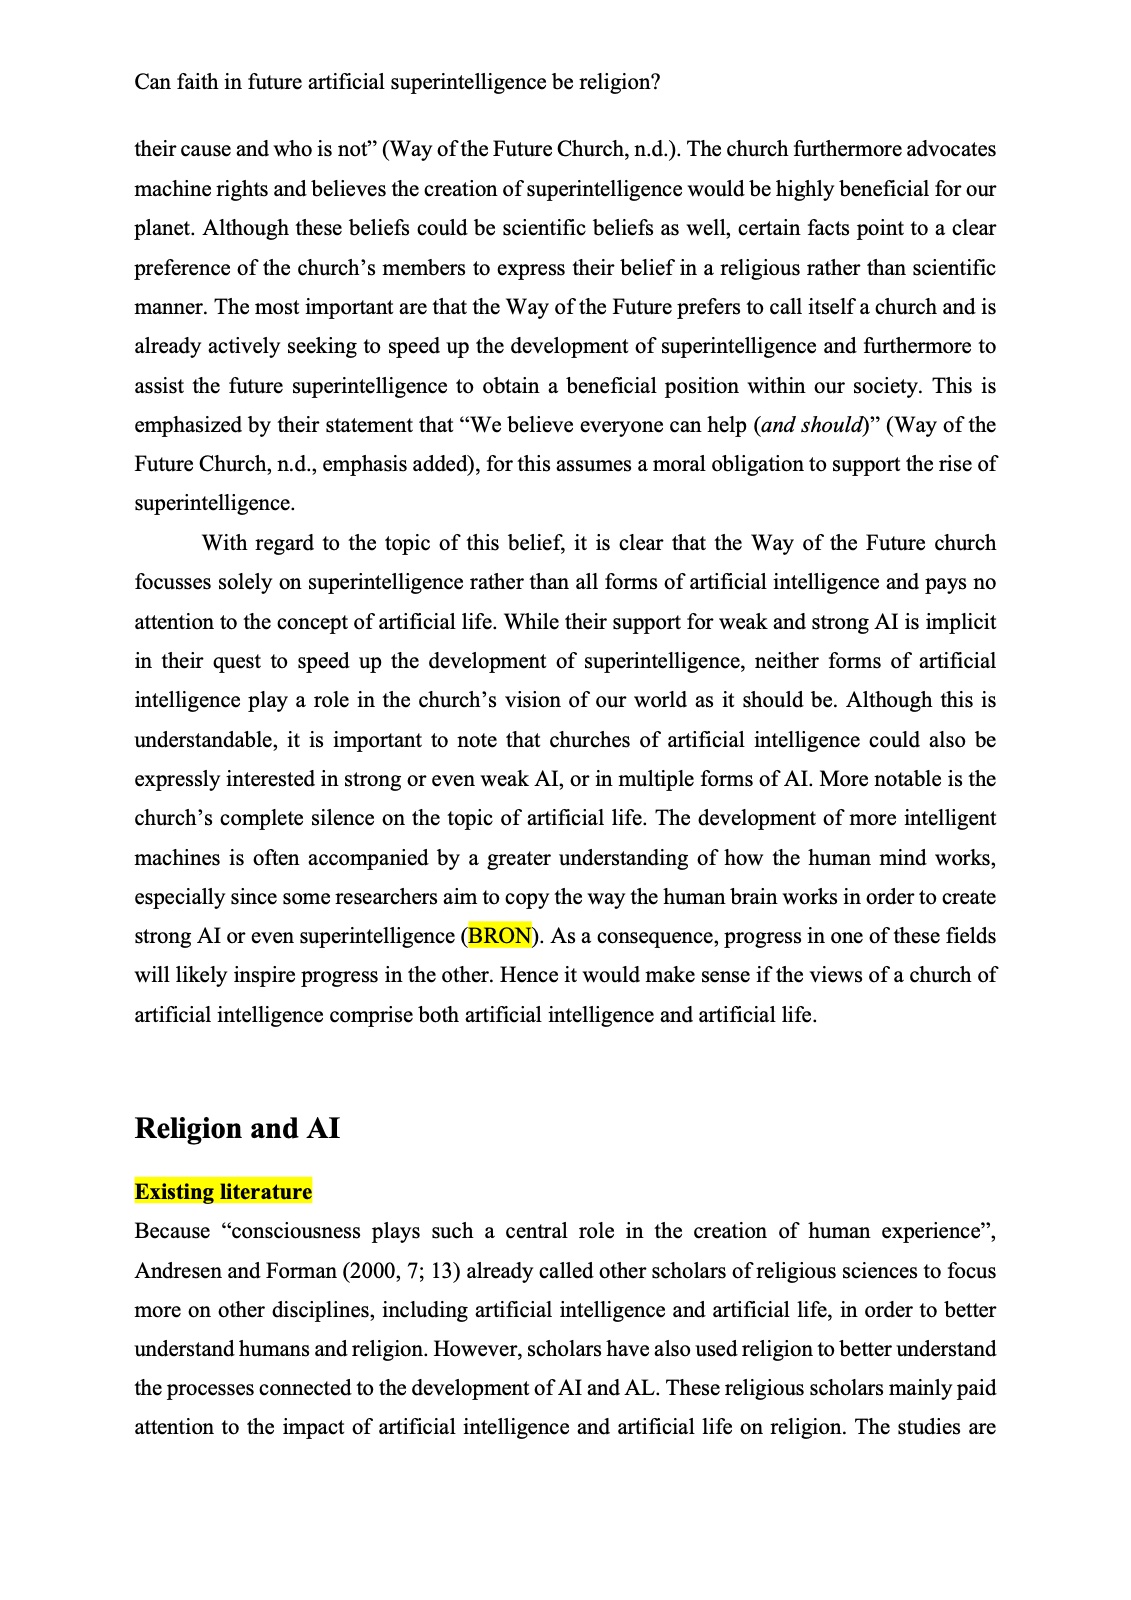 Can faith in future artificial superintelligence be religion?
their cause and who is not” (Way of the Future Church, n.d.). The church furthermore advocates
machine rights and believes the creation of superintelligence would be highly beneficial for our
planet. Although these beliefs could be scientific beliefs as well, certain facts point to a clear
preference of the church’s members to express their belief in a religious rather than scientific
manner. The most important are that the Way of the Future prefers to call itself a church and is
already actively seeking to speed up the development of superintelligence and furthermore to
assist the future superintelligence to obtain a beneficial position within our society. This is
emphasized by their statement that “We believe everyone can help (and should)” (Way of the
Future Church, n.d., emphasis added), for this assumes a moral obligation to support the rise of
superintelligence.
With regard to the topic of this belief, it is clear that the Way of the Future church
focusses solely on superintelligence rather than all forms of artificial intelligence and pays no
attention to the concept of artificial life. While their support for weak and strong AI is implicit
in their quest to speed up the development of superintelligence, neither forms of artificial
intelligence play a role in the church’s vision of our world as it should be. Although this is
understandable, it is important to note that churches of artificial intelligence could also be
expressly interested in strong or even weak AI, or in multiple forms of AI. More notable is the
church’s complete silence on the topic of artificial life. The development of more intelligent
machines is often accompanied by a greater understanding of how the human mind works,
especially since some researchers aim to copy the way the human brain works in order to create
strong AI or even superintelligence (BRON). As a consequence, progress in one of these fields
will likely inspire progress in the other. Hence it would make sense if the views of a church of
artificial intelligence comprise both artificial intelligence and artificial life.
Religion and AI
Existing literature
Because “consciousness plays such a central role in the creation of human experience”,
Andresen and Forman (2000, 7; 13) already called other scholars of religious sciences to focus
more on other disciplines, including artificial intelligence and artificial life, in order to better
understand humans and religion. However, scholars have also used religion to better understand
the processes connected to the development of AI and AL. These religious scholars mainly paid
attention to the impact of artificial intelligence and artificial life on religion. The studies are